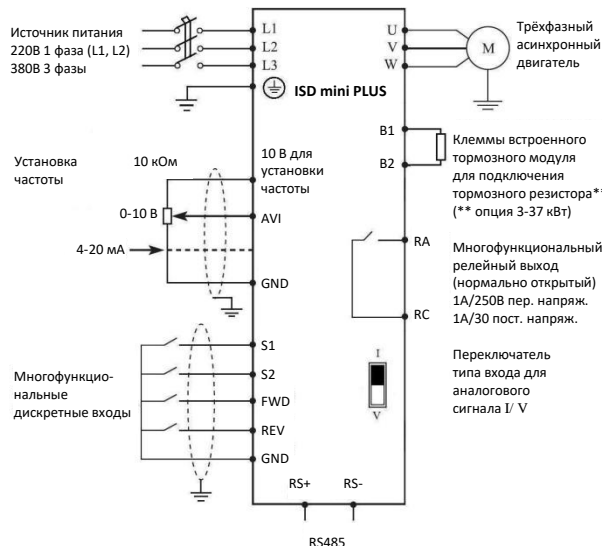 Источник питания
220В 1 фаза (L1, L2)
380В 3 фазы
L1
L2
L3
ISD mini PLUS
U
V
W
M
Трёхфазный
асинхронный
двигатель
B1
B2
Клеммы встроенного
тормозного модуля
для подключения
тормозного резистора**
(** опция 3-37 кВт)
Установка
частоты
10 кОм
0-10 В
4-20 мА
10 В для
установки
частоты
AVI
GND
RA
RC
Многофункциональный
релейный выход
(нормально открытый)
1А/250В пер. напряж.
1А/30 пост. напряж.
Многофункцио-
нальные
дискретные входы
S1
S2
FWD
REV
GND
I
V
Переключатель
типа входа для
аналогового
сигнала I/ V
RS+ RS-
RS485